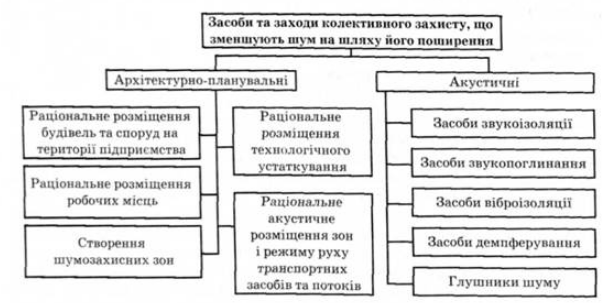 Засоби та заходи колективного захисту, що
зменшують шум на шляху його поширення
Архітектурно-планувальні
Акустичні
Раціональне розміщення
будівель та споруд на
території підприємства
Раціональне розміщення
робочих місць
Створення
шумозахисних зон
Раціональне
розміщення
технологічного
устаткування
Раціональне
акустичне
розміщення зон
і режиму руху
транспортних
засобів та потоків
Засоби звукоізоляції
Засоби звукопоглинання
Засоби віброізоляції
Засоби демпферування
Глушники шуму